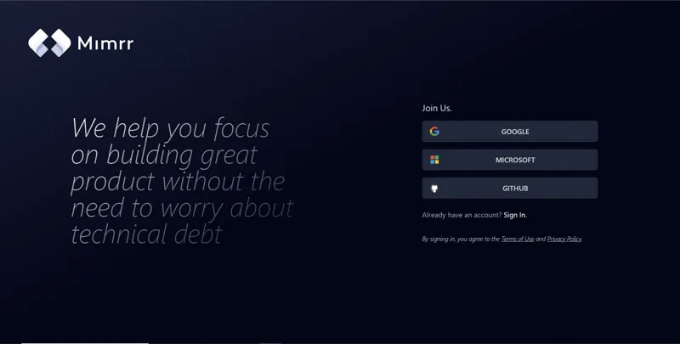 Mimrr
We help you focus
on building great
product without the
need to worry about
technical debt
Join Us.
GOOGLE
MICROSOFT
GITHUB
Already have an account? Sign In.
By signing in, you agree to the Terms of Use and Privacy Policy.